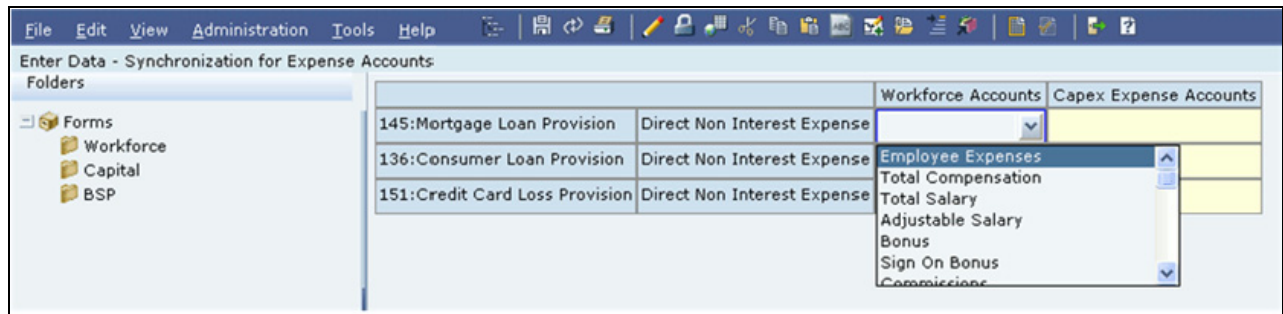 File Edit View Administration Tools Help
Enter Data - Synchronization for Expense Accounts
Folders
Forms
Workforce
Capital
BSP
Workforce Accounts Capex Expense Accounts
145:Mortgage Loan Provision Direct Non Interest Expense
136:Consumer Loan Provision Direct Non Interest Expense
151:Credit Card Loss Provision Direct Non Interest Expense
Employee Expenses
Total Compensation
Total Salary
Adjustable Salary
Bonus
Sign On Bonus
Commissions